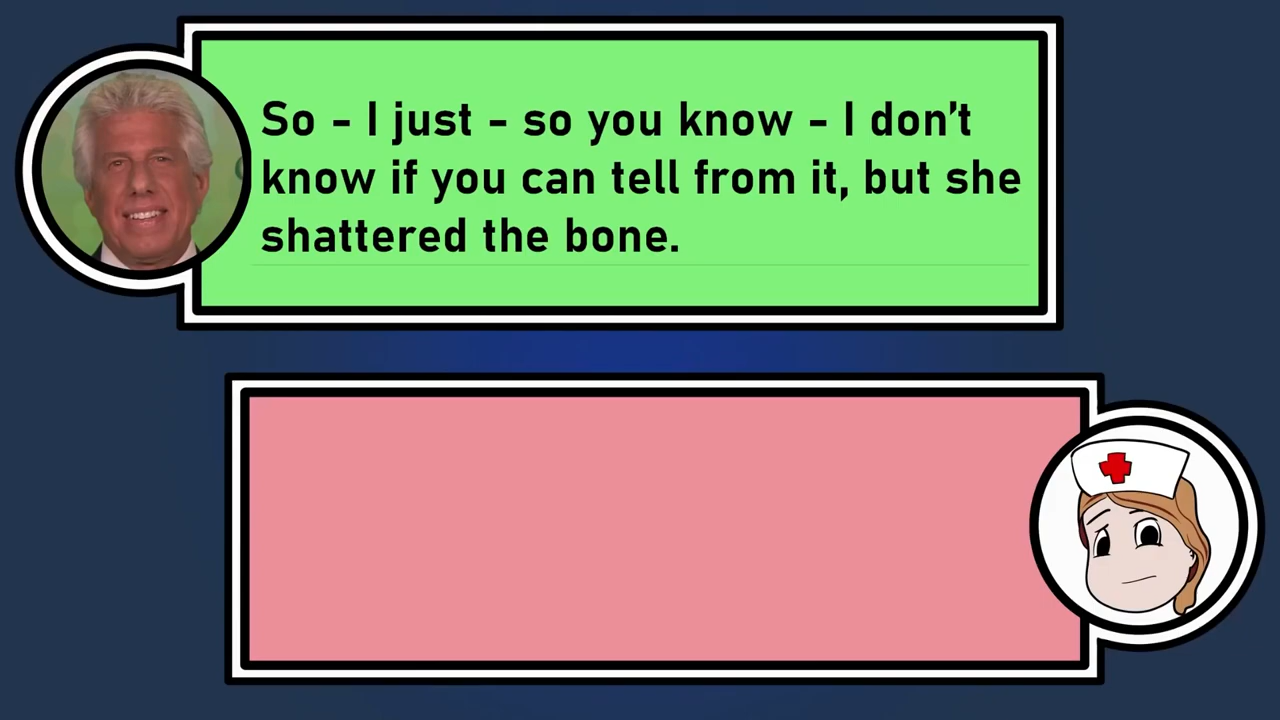 So - I just - so you know - I don’t
know if you can tell from it, but she
shattered the bone.